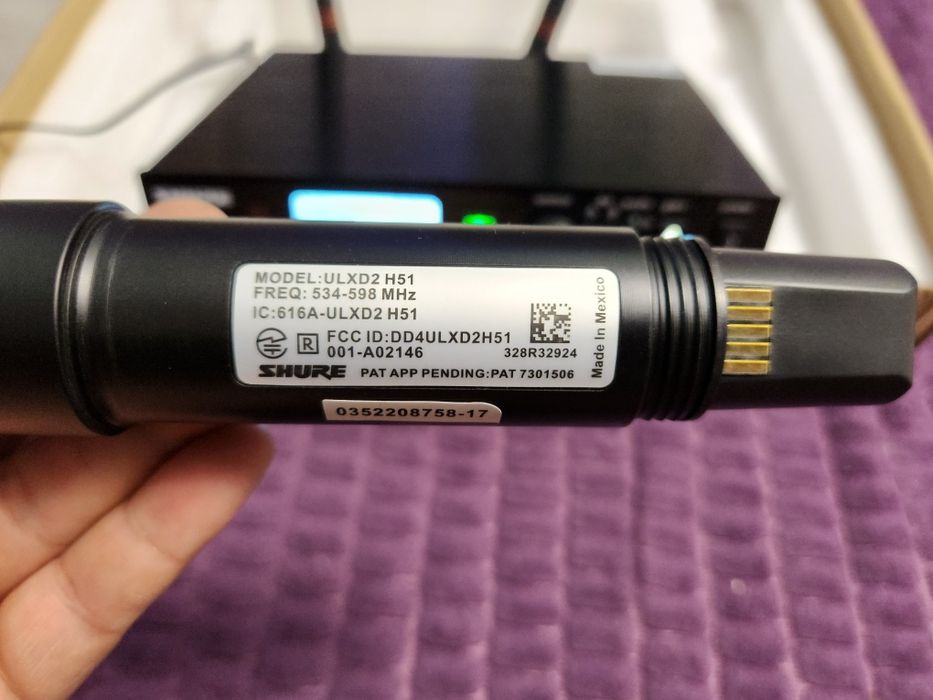 MODEL:ULXD2 H51
FREQ: 534-598 MHz
IC:616A-ULXD2 H51
R
FCC ID:DD4ULXD2H51
001-A02146
328R32924
SHURE
PAT APP PENDING:PAT 7301506
Made In Mexico
0352208758-17